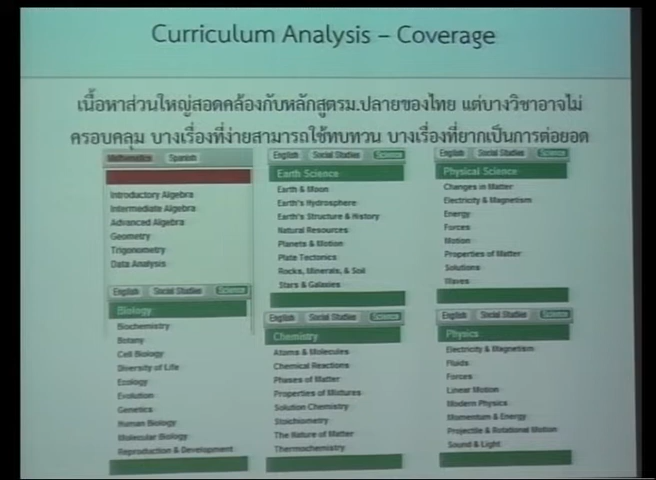 Curriculum Analysis – Coverage
เนื้อหาส่วนใหญ่สอดคล้องกับหลักสูตรม.ปลายของไทย แต่บางวิชาอาจไม่
ครอบคลุม บางเรื่องที่ง่ายสามารถใช้ทบทวน บางเรื่องที่ยากเป็นการต่อยอด
Mathematics Spanish
Introductory Algebra
Intermediate Algebra
Advanced Algebra
Geometry
Trigonometry
Data Analysis
English Social Studies Science
Earth Science
Earth & Moon
Earth's Hydrosphere
Earth's Structure & History
Natural Resources
Planets & Motion
Plate Tectonics
Rocks, Minerals, & Soil
Stars & Galaxies
English Social Studies Science
Physical Science
Changes in Matter
Electricity & Magnetism
Energy
Forces
Motion
Properties of Matter
Solutions
Waves
English Social Studies Science
Biology
Biochemistry
Botany
Cell Biology
Diversity of Life
Ecology
Evolution
Genetics
Human Biology
Molecular Biology
Reproduction & Development
English Social Studies Science
Chemistry
Atoms & Molecules
Chemical Reactions
Phases of Matter
Properties of Mixtures
Solution Chemistry
Stoichiometry
The Nature of Matter
Thermochemistry
English Social Studies Science
Physics
Electricity & Magnetism
Fluids
Forces
Linear Motion
Modern Physics
Momentum & Energy
Projectile & Rotational Motion
Sound & Light